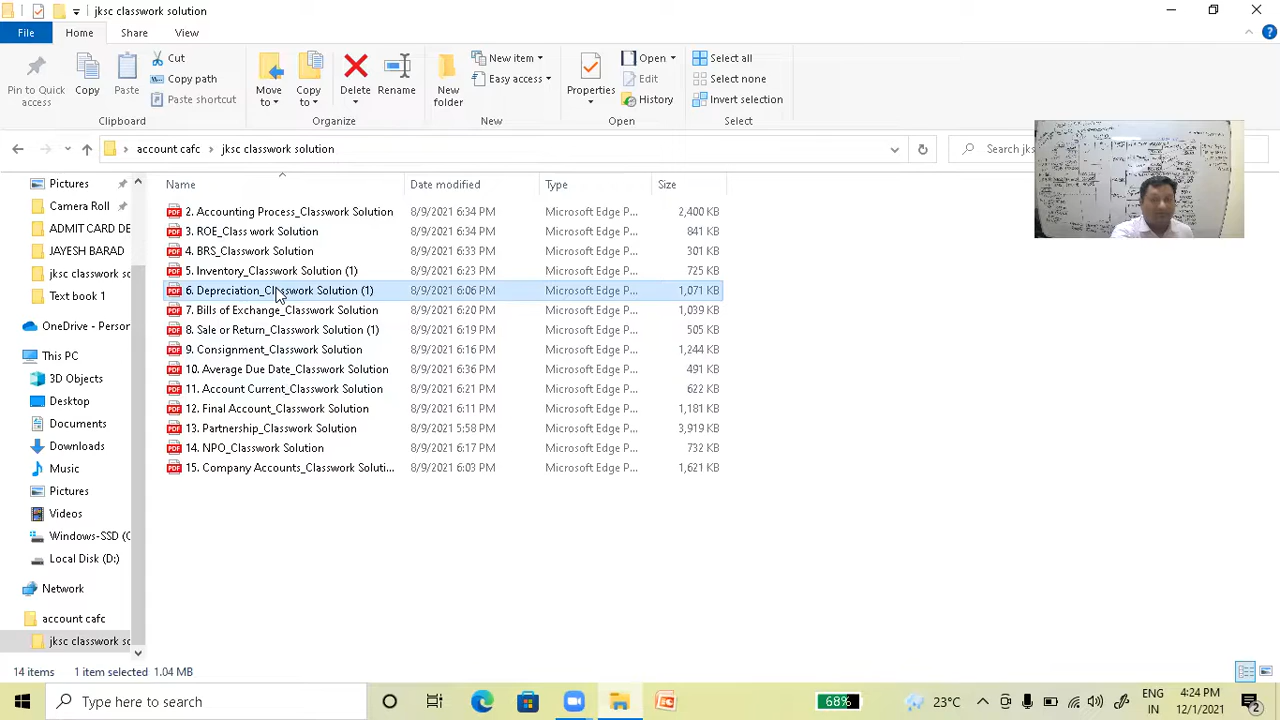 jksc classwork solution
File
Home
Share
View
Pin to Quick access
Copy
Paste
Cut
Copy path
Paste shortcut
Clipboard
Move to
Copy to
Delete
Rename
Organize
New folder
New item
Easy access
New
Properties
Open
Edit
History
Open
Select all
Select none
Invert selection
Select
account cafc > jksc classwork solution
Search jks
Name Date modified Type Size
2. Accounting Process_Classwork Solution 8/9/2021 6:34 PM Microsoft Edge P... 2,400 KB
3. ROE_Class work Solution 8/9/2021 6:34 PM Microsoft Edge P... 841 KB
4. BRS_Classwork Solution 8/9/2021 6:33 PM Microsoft Edge P... 301 KB
5. Inventory_Classwork Solution (1) 8/9/2021 6:23 PM Microsoft Edge P... 725 KB
6. Depreciation_Classwork Solution (1) 8/9/2021 6:06 PM Microsoft Edge P... 1,071 KB
7. Bills of Exchange_Classwork Solution 8/9/2021 6:20 PM Microsoft Edge P... 1,039 KB
8. Sale or Return_Classwork Solution (1) 8/9/2021 6:19 PM Microsoft Edge P... 505 KB
9. Consignment_Classwork Solution 8/9/2021 6:16 PM Microsoft Edge P... 1,244 KB
10. Average Due Date_Classwork Solution 8/9/2021 6:36 PM Microsoft Edge P... 491 KB
11. Account Current_Classwork Solution 8/9/2021 6:21 PM Microsoft Edge P... 622 KB
12. Final Account_Classwork Solution 8/9/2021 6:11 PM Microsoft Edge P... 1,181 KB
13. Partnership_Classwork Solution 8/9/2021 5:58 PM Microsoft Edge P... 3,919 KB
14. NPO_Classwork Solution 8/9/2021 6:17 PM Microsoft Edge P... 732 KB
15. Company Accounts_Classwork Soluti... 8/9/2021 6:03 PM Microsoft Edge P... 1,621 KB
Pictures
Camera Roll
ADMIT CARD DE
JAYESH BARAD
jksc classwork so
Text book 1
OneDrive - Person
This PC
3D Objects
Desktop
Documents
Downloads
Music
Pictures
Videos
Windows-SSD (C
Local Disk (D:)
Network
account cafc
jksc classwork so
14 items 1 item selected 1.04 MB
Type here to search
68%
23°C
ENG
IN
4:24 PM
12/1/2021
2